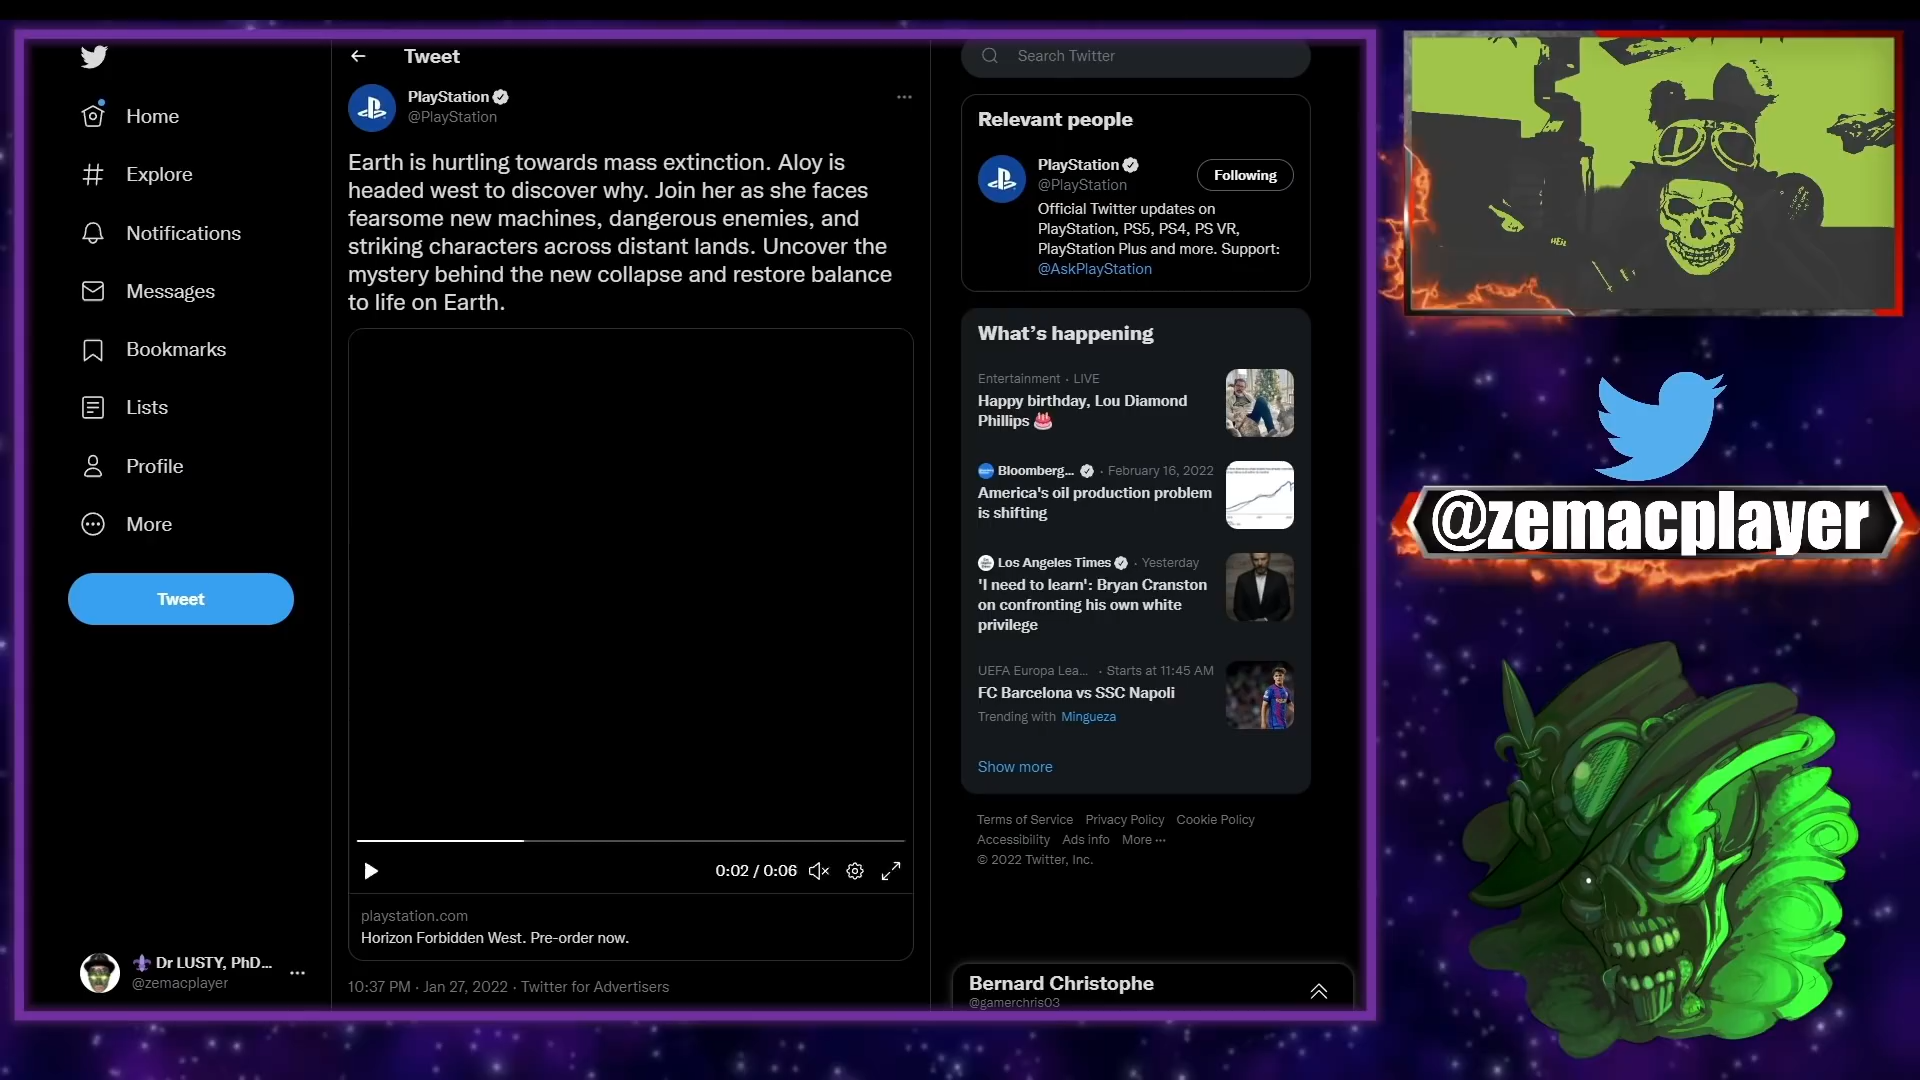 Home
Explore
Notifications
Messages
Bookmarks
Lists
Profile
More
Tweet
Dr LUSTY, PhD...
@zemacplayer
Tweet
PlayStation
@PlayStation
Earth is hurtling towards mass extinction. Aloy is
headed west to discover why. Join her as she faces
fearsome new machines, dangerous enemies, and
striking characters across distant lands. Uncover the
mystery behind the new collapse and restore balance
to life on Earth.
0:02 / 0:06
playstation.com
Horizon Forbidden West. Pre-order now.
10:37 PM · Jan 27, 2022 · Twitter for Advertisers
Search Twitter
Relevant people
PlayStation
@PlayStation
Following
Official Twitter updates on
PlayStation, PS5, PS4, PS VR,
PlayStation Plus and more. Support:
@AskPlayStation
What's happening
Entertainment · LIVE
Happy birthday, Lou Diamond
Phillips
Bloomberg... · February 16, 2022
America's oil production problem
is shifting
Los Angeles Times · Yesterday
'I need to learn': Bryan Cranston
on confronting his own white
privilege
UEFA Europa Lea... · Starts at 11:45 AM
FC Barcelona vs SSC Napoli
Trending with Mingueza
Show more
Terms of Service Privacy Policy Cookie Policy
Accessibility Ads info More ...
© 2022 Twitter, Inc.
Bernard Christophe
@gamerchris03
@zemacplayer